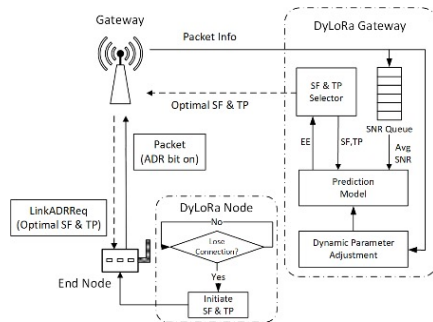 Gateway
Packet Info
DyLoRa Gateway
SF & TP
Selector
Optimal SF & TP
SNR Queue
Packet
(ADR bit on)
EE
SF,TP
Avg
SNR
Prediction
Model
LinkADRReq
(Optimal SF & TP)
DyLoRa Node
No
Lose
Connection?
Dynamic Parameter
Adjustment
Yes
End Node
Initiate
SF & TP